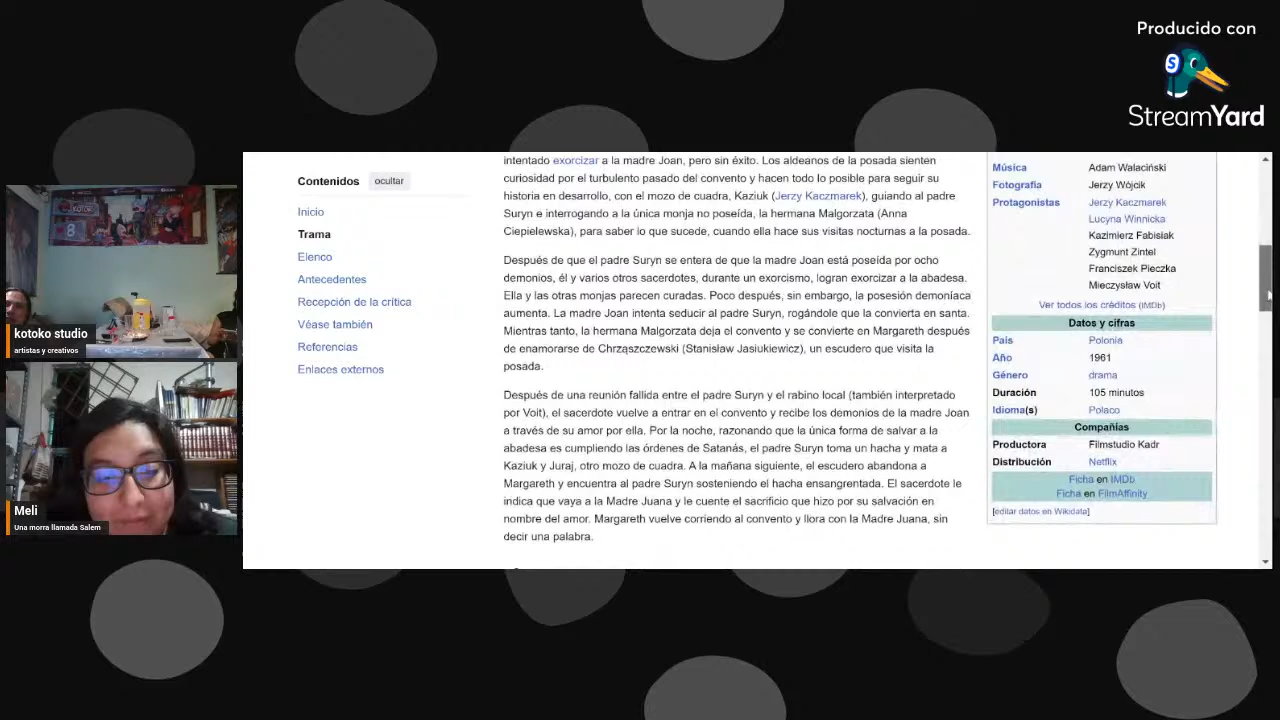 Producido con
StreamYard
Contenidos ocultar
Inicio
Trama
Elenco
Antecedentes
Recepción de la crítica
Véase también
Referencias
Enlaces externos
intentado exorcizar a la madre Joan, pero sin éxito. Los aldeanos de la posada sienten
curiosidad por el turbulento pasado del convento y hacen todo lo posible para seguir su
historia en desarrollo, con el mozo de cuadra, Kaziuk (Jerzy Kaczmarek), guiando al padre
Suryn e interrogando a la única monja no poseída, la hermana Malgorzata (Anna
Ciepielewska), para saber lo que sucede, cuando ella hace sus visitas nocturnas a la posada.
Después de que el padre Suryn se entera de que la madre Joan está poseída por ocho
demonios, él y varios otros sacerdotes, durante un exorcismo, logran exorcizar a la abadesa.
Ella y las otras monjas parecen curadas. Poco después, sin embargo, la posesión demoníaca
aumenta. La madre Joan intenta seducir al padre Suryn, rogándole que la convierta en santa.
Mientras tanto, la hermana Malgorzata deja el convento y se convierte en Margareth después
de enamorarse de Chrząszczewski (Stanisław Jasiukiewicz), un escudero que visita la
posada.
Después de una reunión fallida entre el padre Suryn y el rabino local (también interpretado
por Voit), el sacerdote vuelve a entrar en el convento y recibe los demonios de la madre Joan
a través de su amor por ella. Por la noche, razonando que la única forma de salvar a la
abadesa es cumpliendo las órdenes de Satanás, el padre Suryn toma un hacha y mata a
Kaziuk y Juraj, otro mozo de cuadra. A la mañana siguiente, el escudero abandona a
Margareth y encuentra al padre Suryn sosteniendo el hacha ensangrentada. El sacerdote le
indica que vaya a la Madre Juana y le cuente el sacrificio que hizo por su salvación en
nombre del amor. Margareth vuelve corriendo al convento y llora con la Madre Juana, sin
decir una palabra.
Música Adam Walaciński
Fotografía Jerzy Wójcik
Protagonistas Jerzy Kaczmarek
Lucyna Winnicka
Kazimierz Fabisiak
Zygmunt Zintel
Franciszek Pieczka
Mieczysław Voit
Ver todos los créditos (IMDb)
Datos y cifras
País Polonia
Año 1961
Género drama
Duración 105 minutos
Idioma(s) Polaco
Compañías
Productora Filmstudio Kadr
Distribución Netflix
Ficha en IMDb
Ficha en FilmAffinity
[editar datos en Wikidata]
KOTOKO
8
kotoko studio
artistas y creativos
Meli
Una morra llamada Salem